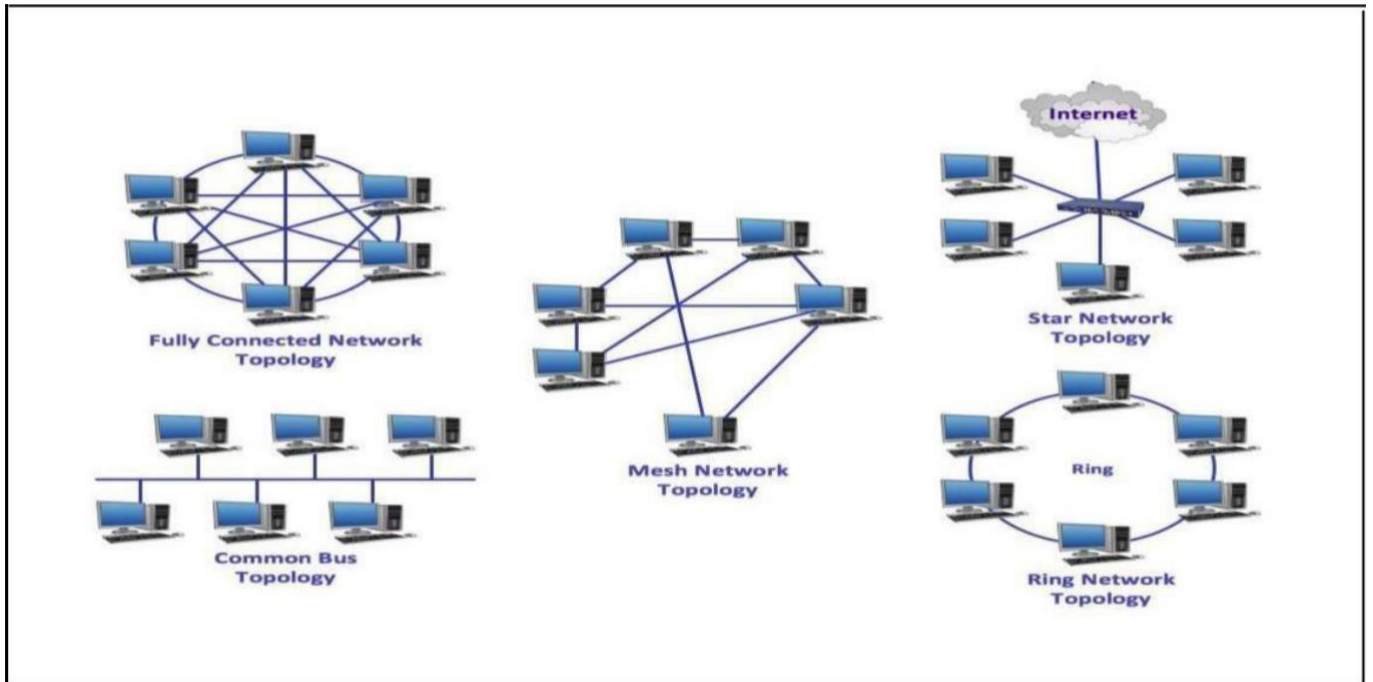 Fully Connected Network
Topology
Common Bus
Topology
Mesh Network
Topology
Internet
Star Network
Topology
Ring
Ring Network
Topology